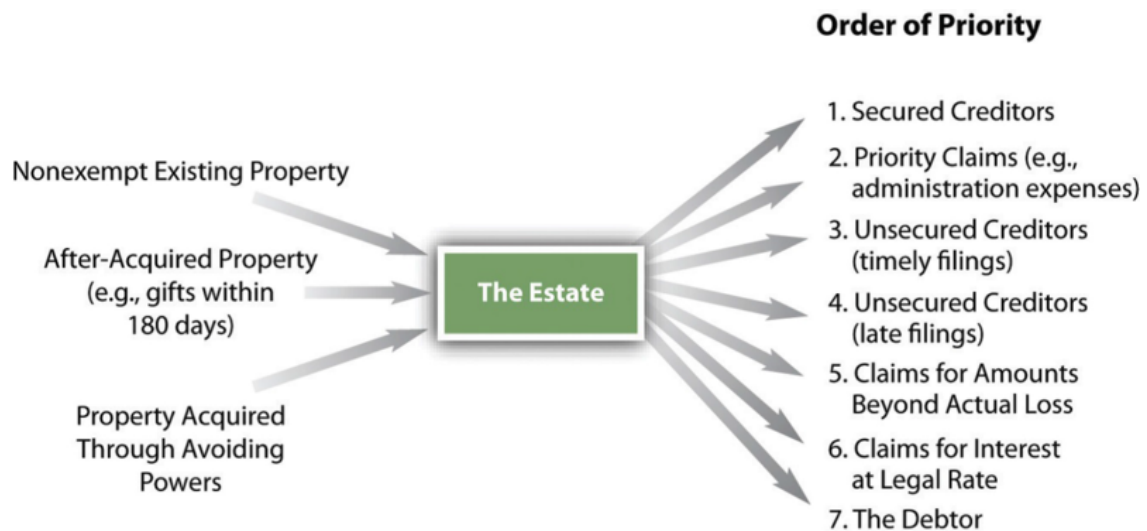 Order of Priority
Nonexempt Existing Property
After-Acquired Property
(e.g., gifts within
180 days)
Property Acquired
Through Avoiding
Powers
The Estate
1. Secured Creditors
2. Priority Claims (e.g.,
administration expenses)
3. Unsecured Creditors
(timely filings)
4. Unsecured Creditors
(late filings)
5. Claims for Amounts
Beyond Actual Loss
6. Claims for Interest
at Legal Rate
7. The Debtor